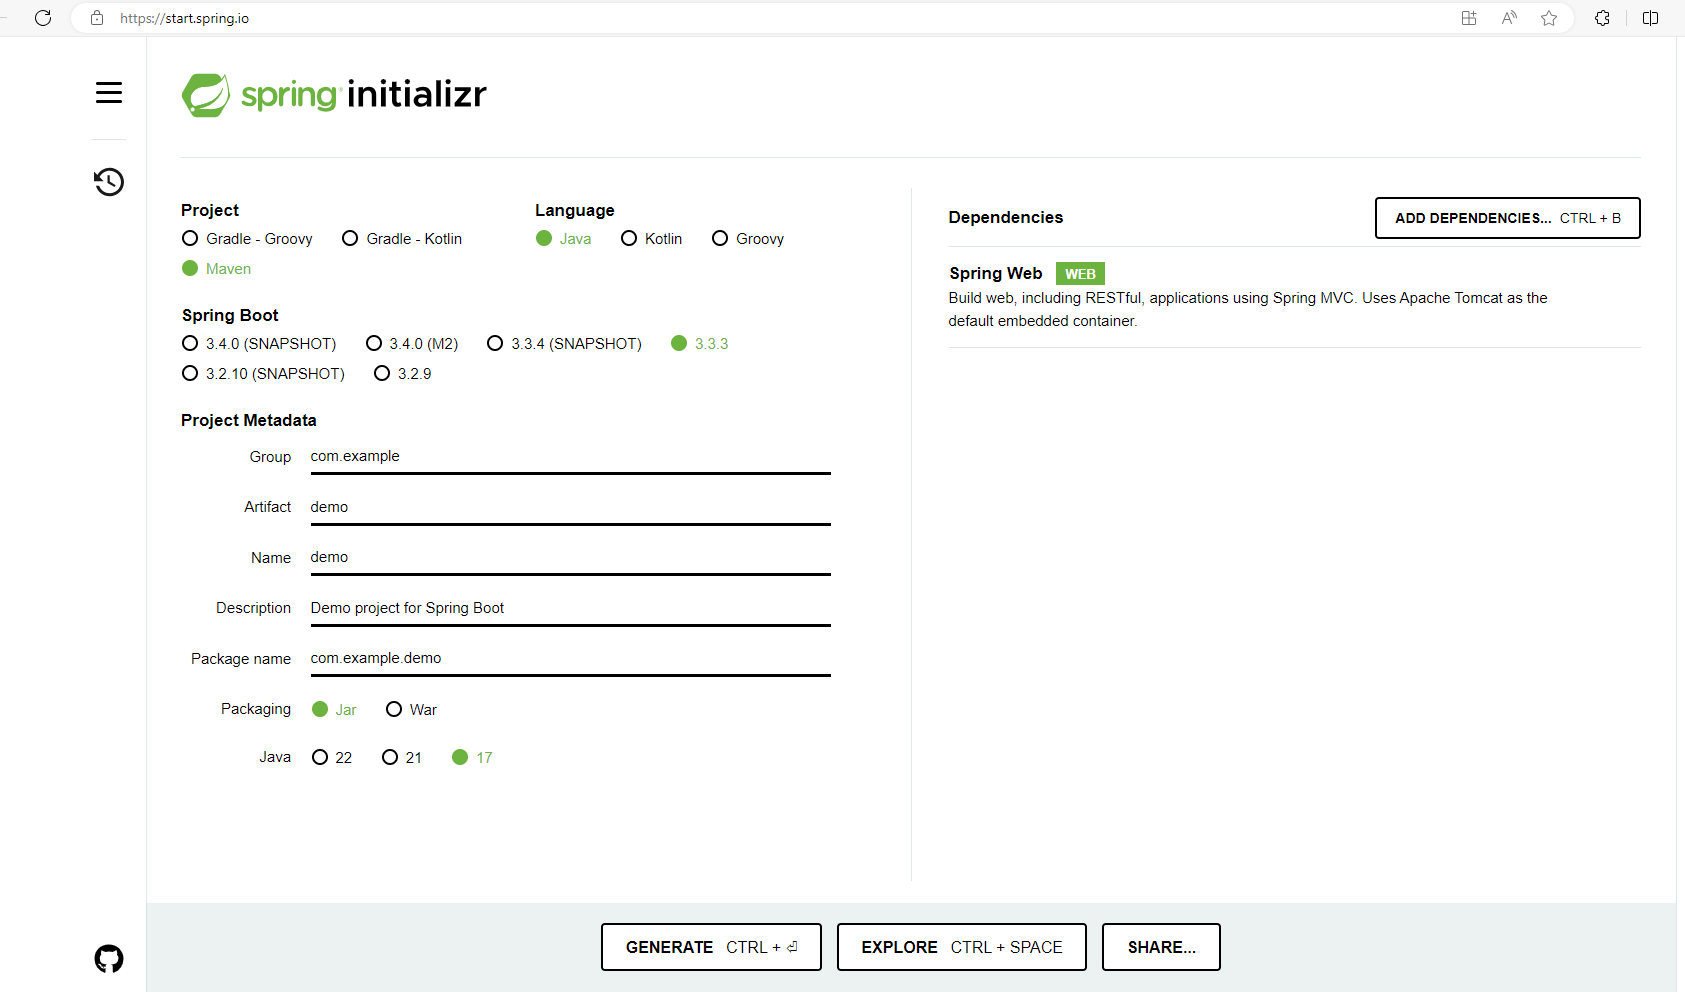 https://start.spring.io
spring initializr
Project
Gradle - Groovy Gradle - Kotlin
Maven
Language
Java Kotlin Groovy
Spring Boot
3.4.0 (SNAPSHOT) 3.4.0 (M2) 3.3.4 (SNAPSHOT) 3.3.3
3.2.10 (SNAPSHOT) 3.2.9
Project Metadata
Group com.example
Artifact demo
Name demo
Description Demo project for Spring Boot
Package name com.example.demo
Packaging Jar War
Java 22 21 17
Dependencies
ADD DEPENDENCIES... CTRL + B
Spring Web WEB
Build web, including RESTful, applications using Spring MVC. Uses Apache Tomcat as the
default embedded container.
GENERATE CTRL + ⏎
EXPLORE CTRL + SPACE
SHARE...